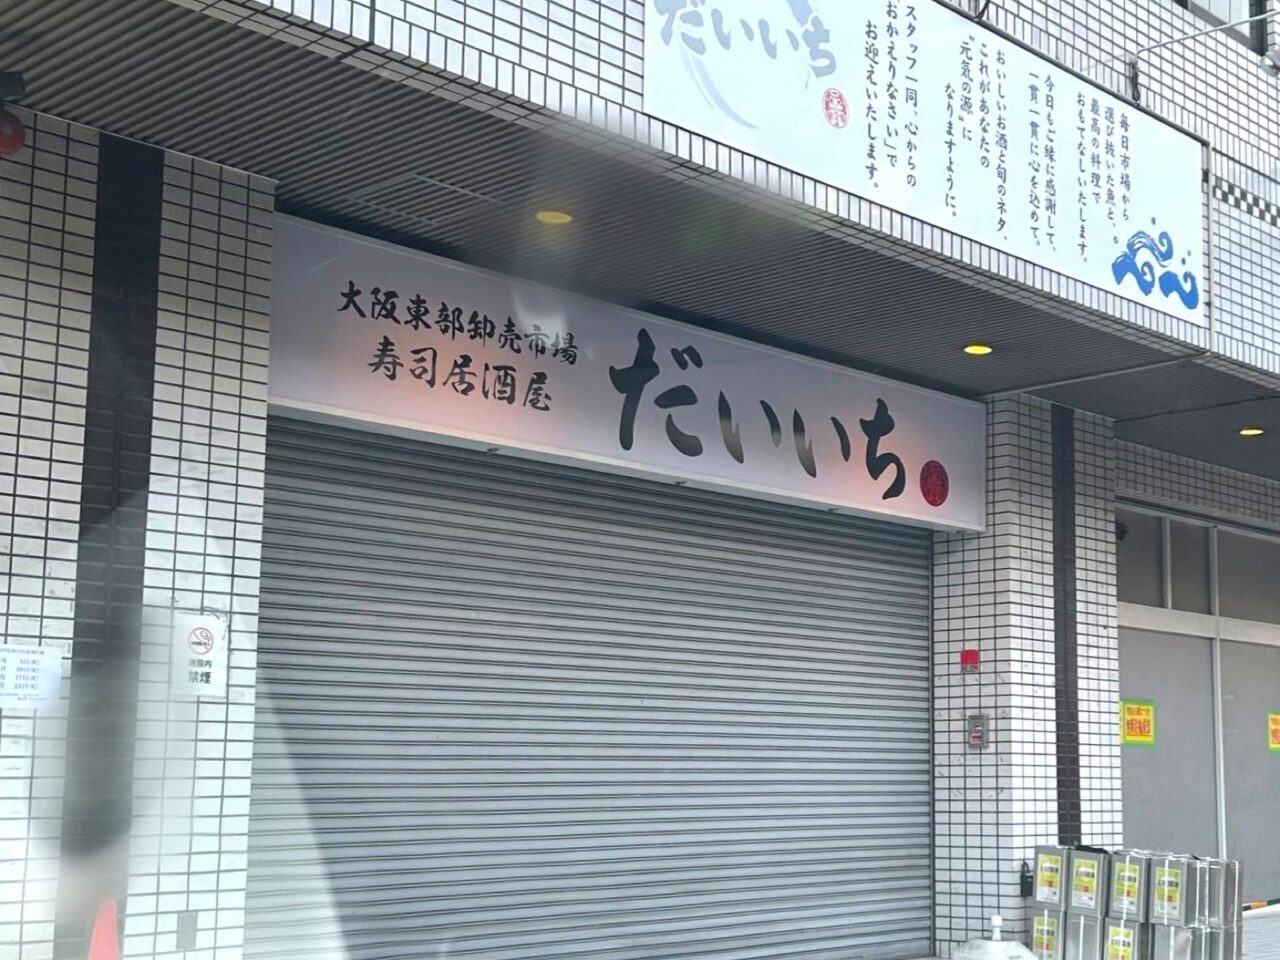 だいいち
毎日市場から
選び抜いた魚と、
最高の料理で
おもてなしいたします。
今日もご縁に感謝して、
一貫一貫に心を込めて。
おいしいお酒と旬のネタ、
これがあなたの
"元気の源"に
なりますように。
スタッフ一同、心からの
「おかえりなさい」で
お迎えいたします。
大阪東部卸売市場
寿司居酒屋
だいいち
施設内
禁煙